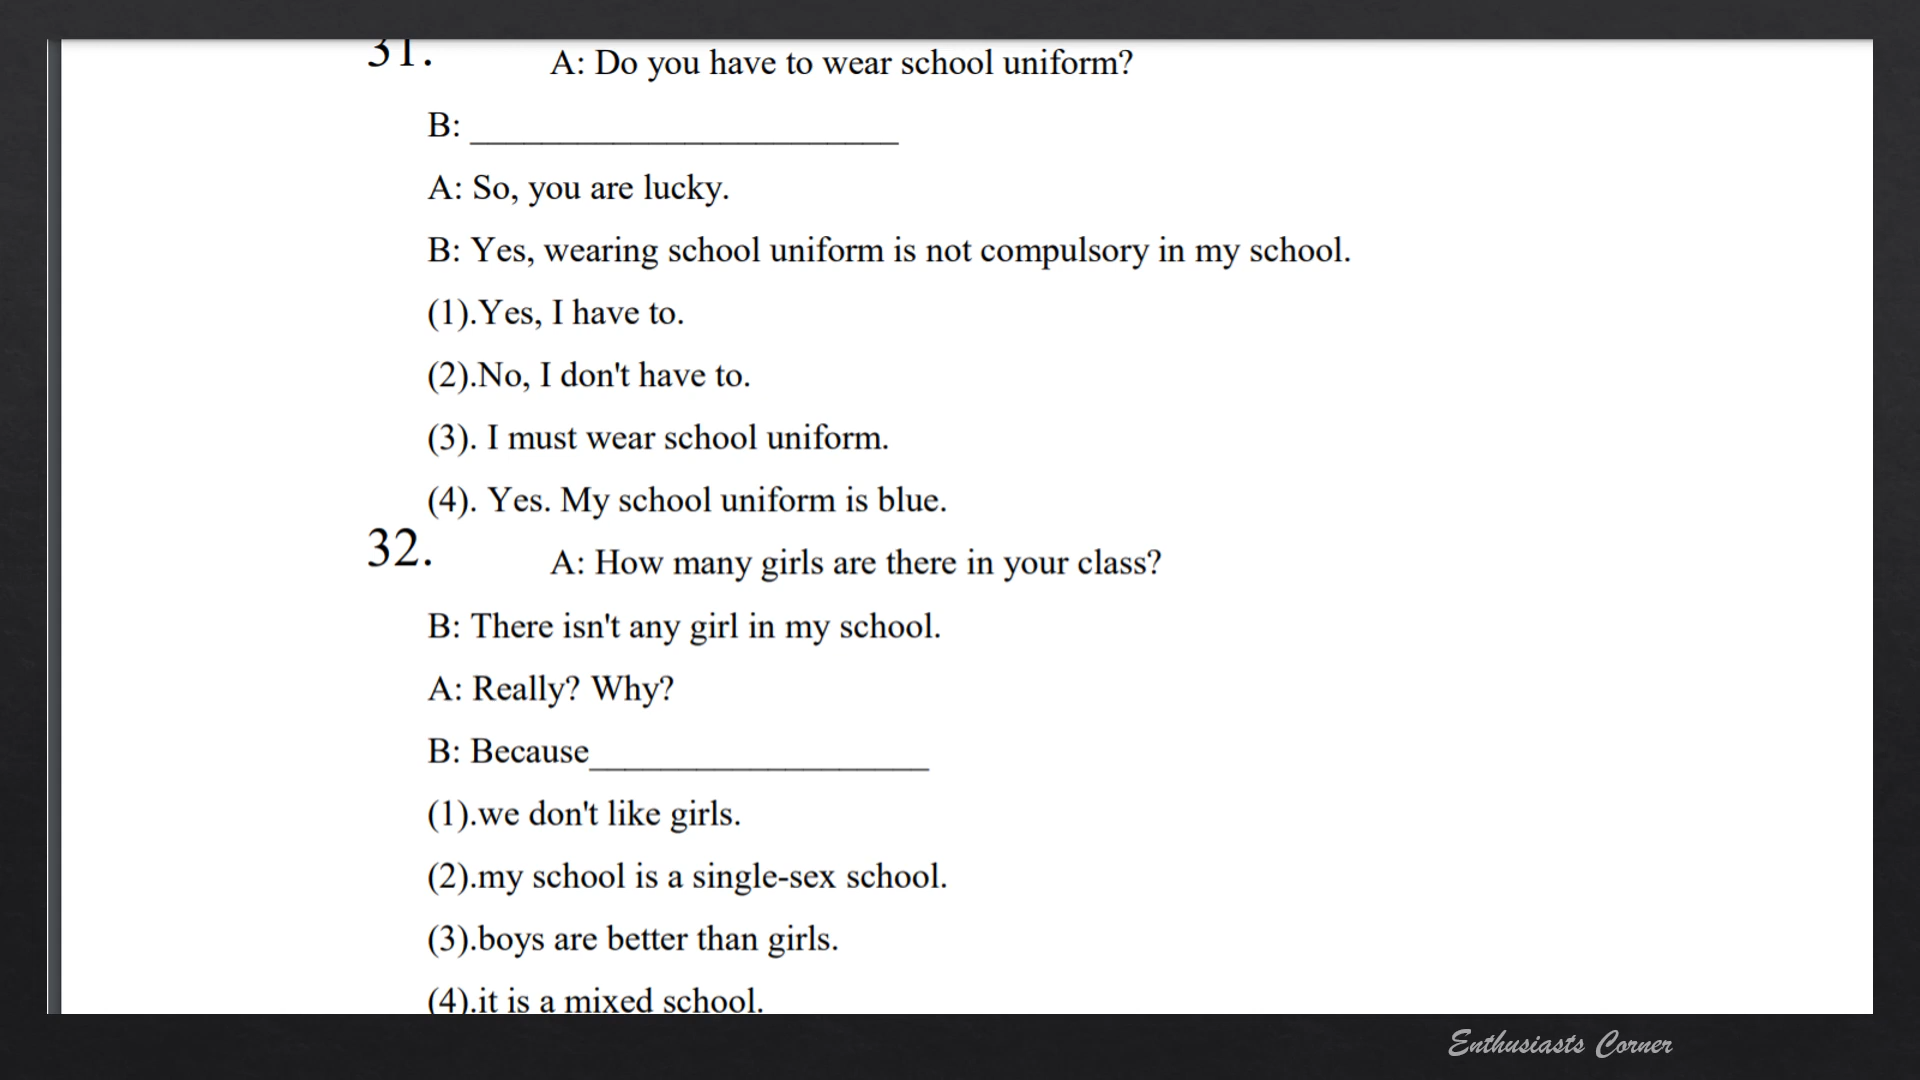 31.
A: Do you have to wear school uniform?
B: ________________________
A: So, you are lucky.
B: Yes, wearing school uniform is not compulsory in my school.
(1).Yes, I have to.
(2).No, I don't have to.
(3). I must wear school uniform.
(4). Yes. My school uniform is blue.
32.
A: How many girls are there in your class?
B: There isn't any girl in my school.
A: Really? Why?
B: Because___________________
(1).we don't like girls.
(2).my school is a single-sex school.
(3).boys are better than girls.
(4).it is a mixed school.
Enthusiasts Corner